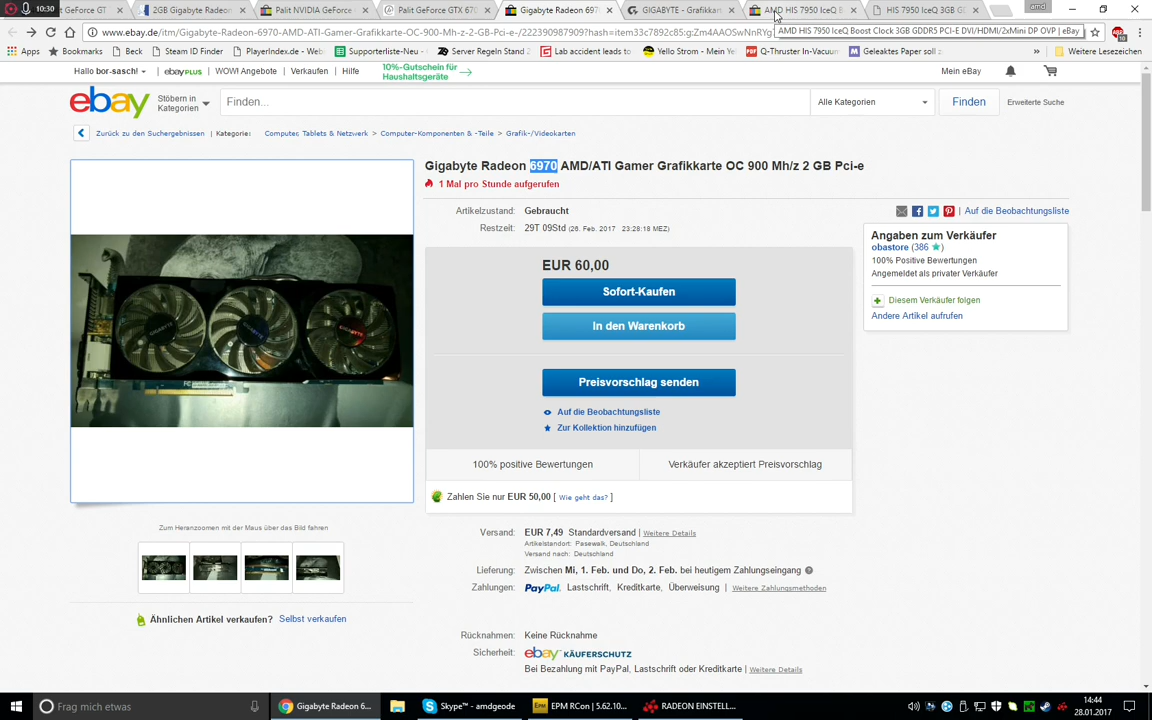 10:30
eForce GT
2GB Gigabyte Radeon
Palit NVIDIA GeForce
Palit GeForce GTX 670
Gigabyte Radeon 697
GIGABYTE - Grafikkart
AMD HIS 7950 IceQ B
HIS 7950 IceQ 3GB GD
amd
www.ebay.de/itm/Gigabyte-Radeon-6970-AMD-ATI-Gamer-Grafikkarte-OC-900-Mh-z-2-GB-Pci-e-/222390987909?hash=item33c7892c85:g:Zm4AAOSwNnRYg
AMD HIS 7950 IceQ Boost Clock 3GB GDDR5 PCI-E DVI/HDMI/2xMini DP OVP | eBay
Apps Bookmarks Beck Steam ID Finder PlayerIndex.de - Web Supporterliste-Neu - Server Regeln Stand 2 Lab accident leads to Yello Strom - Mein Ye Q-Thruster In-Vacuum Geleaktes Paper soll z » Weitere Lesezeichen
Hallo bor-sasch! ebayplus WOW! Angebote Verkaufen Hilfe 10%-Gutschein für Haushaltsgeräte Mein eBay
ebay Stöbern in Kategorien Finden... Alle Kategorien Finden Erweiterte Suche
Zurück zu den Suchergebnissen | Kategorie: Computer, Tablets & Netzwerk > Computer-Komponenten & -Teile > Grafik-/Videokarten
Gigabyte Radeon 6970 AMD/ATI Gamer Grafikkarte OC 900 Mh/z 2 GB Pci-e
1 Mal pro Stunde aufgerufen
Artikelzustand: Gebraucht
Restzeit: 29T 09Std (26. Feb. 2017 23:28:18 MEZ)
| Auf die Beobachtungsliste
EUR 60,00
Sofort-Kaufen
In den Warenkorb
Preisvorschlag senden
Auf die Beobachtungsliste
Zur Kollektion hinzufügen
100% positive Bewertungen Verkäufer akzeptiert Preisvorschlag
Zahlen Sie nur EUR 50,00 [ Wie geht das? ]
Angaben zum Verkäufer
obastore (386 )
100% Positive Bewertungen
Angemeldet als privater Verkäufer
Diesem Verkäufer folgen
Andere Artikel aufrufen
Zum Heranzoomen mit der Maus über das Bild fahren
Ähnlichen Artikel verkaufen? Selbst verkaufen
Versand: EUR 7,49 Standardversand | Weitere Details
Artikelstandort: Pasewalk, Deutschland
Versand nach: Deutschland
Lieferung: Zwischen Mi, 1. Feb. und Do, 2. Feb. bei heutigem Zahlungseingang
Zahlungen: PayPal, Lastschrift, Kreditkarte, Überweisung | Weitere Zahlungsmethoden
Rücknahmen: Keine Rücknahme
Sicherheit: ebay KÄUFERSCHUTZ
Bei Bezahlung mit PayPal, Lastschrift oder Kreditkarte | Weitere Details
Frag mich etwas
Gigabyte Radeon 6...
Skype™ - amdgeode
EPM RCon | 5.62.10...
RADEON EINSTELL...
14:44
28.01.2017